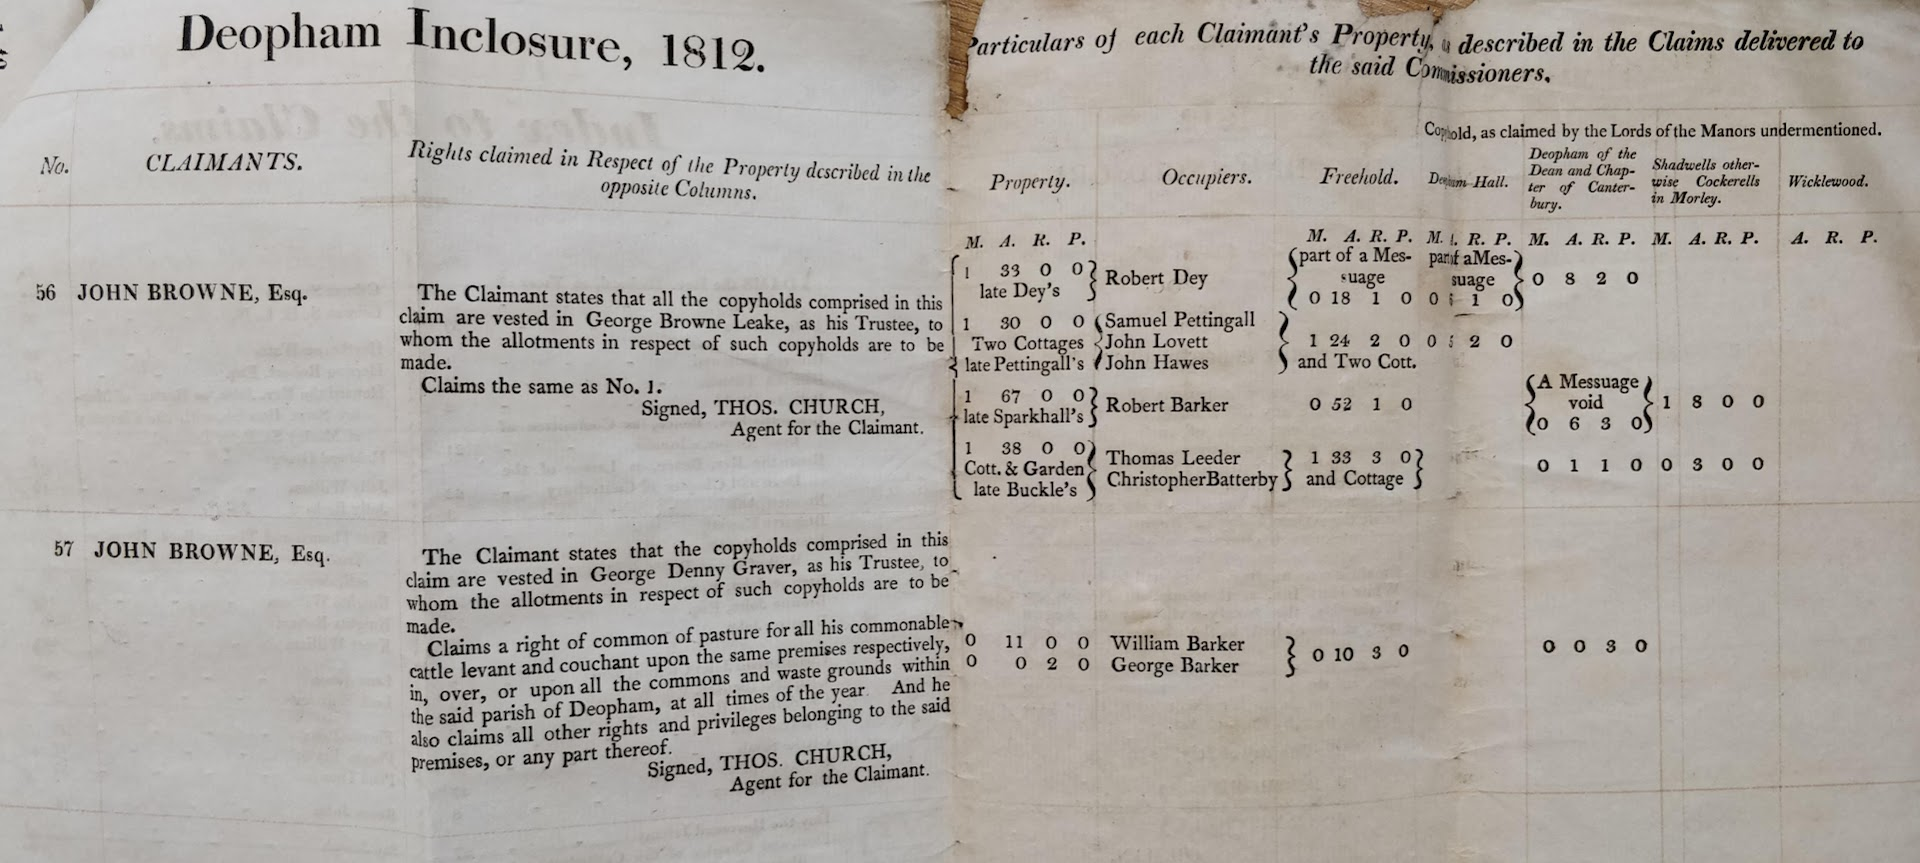 Deopham Inclosure, 1812.
Particulars of each Claimant's Property, described in the Claims delivered to
the said Commissioners.
No.
CLAIMANTS.
Rights claimed in Respect of the Property described in the
opposite Columns.
Property.
Occupiers.
Freehold.
Copyhold, as claimed by the Lords of the Manors undermentioned.
Deopham Hall.
Deopham of the
Dean and Chap-
ter of Canter-
bury.
Shadwells other-
wise Cockerells
in Morley.
Wicklewood.
M. A. R. P.
M. A. R. P.
M. R. P.
M. A. R. P.
M. A. R. P.
A. R. P.
56 JOHN BROWNE, Esq.
The Claimant states that all the copyholds comprised in this
claim are vested in George Browne Leake, as his Trustee, to
whom the allotments in respect of such copyholds are to be
made.
Claims the same as No. 1.
Signed, THOS. CHURCH,
Agent for the Claimant.
1 33 0 0
late Dey's
Robert Dey
part of a Mes-
suage
0 18 1 0
part of a Mes-
suage
0 1 0
0 8 2 0
1 30 0 0
Two Cottages
late Pettingall's
Samuel Pettingall
John Lovett
John Hawes
1 24 2 0
and Two Cott.
0 2 0
1 67 0 0
late Sparkhall's
Robert Barker
0 52 1 0
A Messuage
void
0 6 3 0
1 8 0 0
1 38 0 0
Cott. & Garden
late Buckle's
Thomas Leeder
Christopher Batterby
1 33 3 0
and Cottage
0 1 1 0
0 3 0 0
57 JOHN BROWNE, Esq.
The Claimant states that the copyholds comprised in this
claim are vested in George Denny Graver, as his Trustee, to
whom the allotments in respect of such copyholds are to be
made.
Claims a right of common of pasture for all his commonable
cattle levant and couchant upon the same premises respectively,
in, over, or upon all the commons and waste grounds within
the said parish of Deopham, at all times of the year. And he
also claims all other rights and privileges belonging to the said
premises, or any part thereof.
Signed, THOS. CHURCH,
Agent for the Claimant.
0 11 0 0
0 0 2 0
William Barker
George Barker
0 10 3 0
0 0 3 0